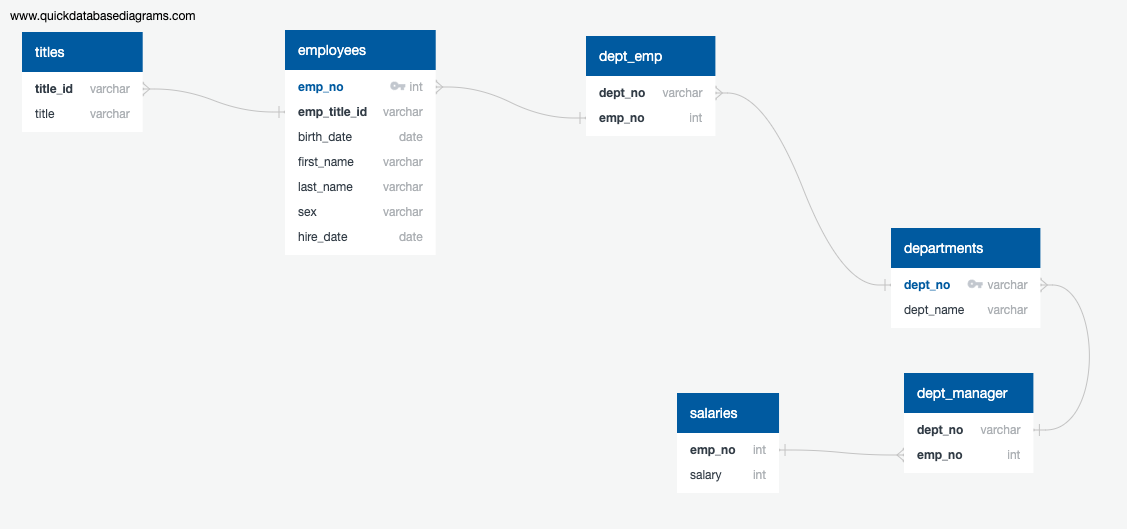 www.quickdatabasediagrams.com
titles
title_id varchar
title varchar
employees
emp_no int
emp_title_id varchar
birth_date date
first_name varchar
last_name varchar
sex varchar
hire_date date
dept_emp
dept_no varchar
emp_no int
departments
dept_no varchar
dept_name varchar
salaries
emp_no int
salary int
dept_manager
dept_no varchar
emp_no int